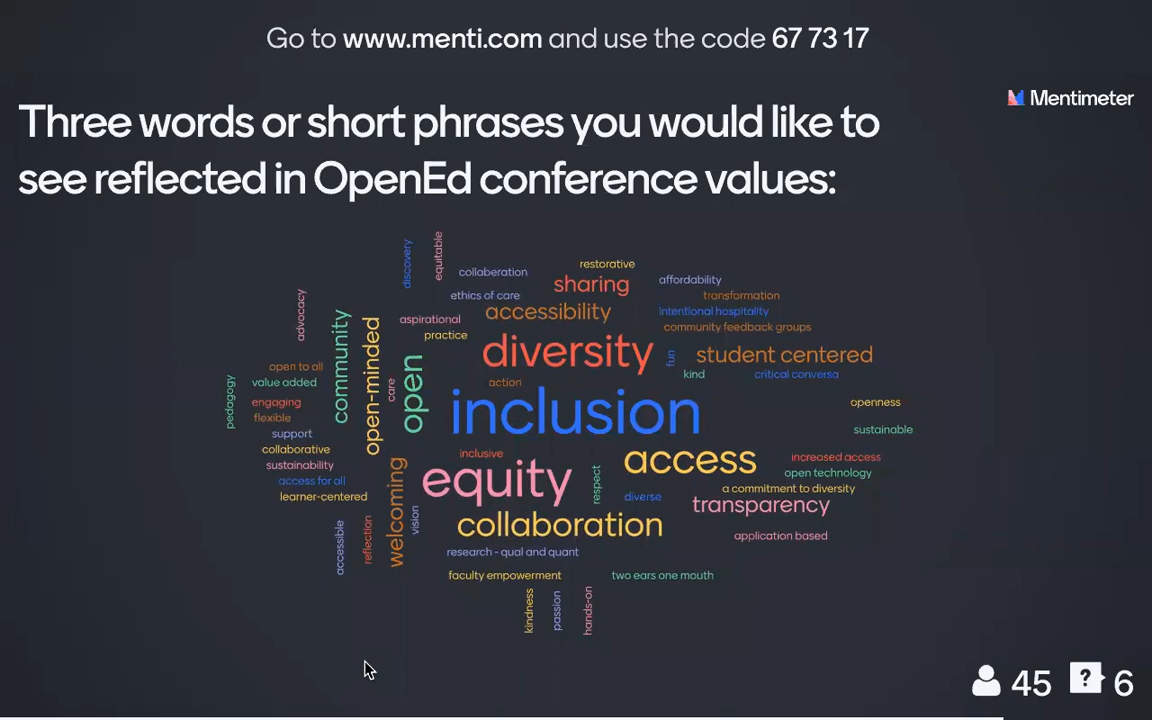 Go to www.menti.com and use the code 67 73 17
Mentimeter
Three words or short phrases you would like to
see reflected in OpenEd conference values:
discovery
equitable
collaberation
restorative
sharing
affordability
ethics of care
transformation
advocacy
aspirational
accessibility
intentional hospitality
community
open-minded
practice
community feedback groups
diversity
fun
student centered
open to all
open
kind
critical conversa
value added
care
action
pedagogy
engaging
inclusion
openness
flexible
sustainable
support
collaborative
inclusive
access
increased access
sustainability
equity
respect
open technology
access for all
diverse
a commitment to diversity
learner-centered
welcoming
transparency
vision
collaboration
accessible
reflection
application based
research - qual and quant
faculty empowerment
two ears one mouth
kindness
passion
hands-on
45
? 6